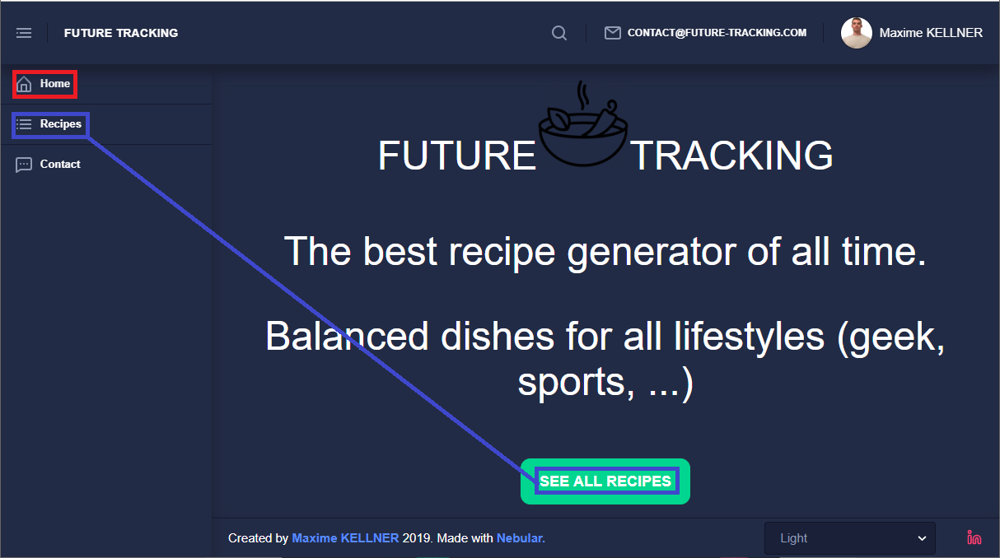 FUTURE TRACKING
CONTACT@FUTURE-TRACKING.COM
Maxime KELLNER
Home
Recipes
Contact
FUTURE TRACKING
The best recipe generator of all time.
Balanced dishes for all lifestyles (geek,
sports, ...)
SEE ALL RECIPES
Created by Maxime KELLNER 2019. Made with Nebular.
Light
in